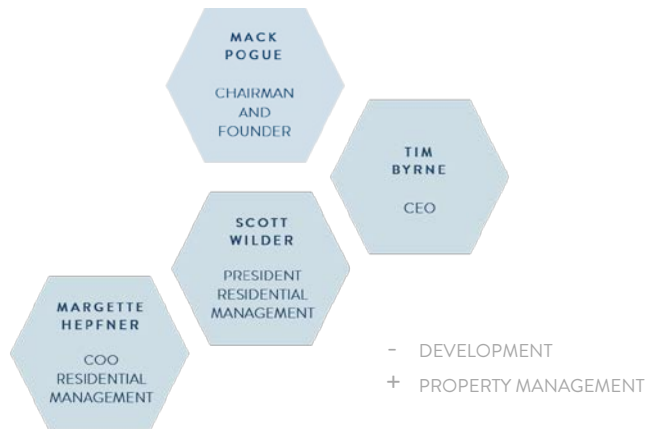 MACK
POGUE
CHAIRMAN
AND
FOUNDER
TIM
BYRNE
CEO
SCOTT
WILDER
PRESIDENT
RESIDENTIAL
MANAGEMENT
MARGETTE
HEPFNER
COO
RESIDENTIAL
MANAGEMENT
- DEVELOPMENT
+ PROPERTY MANAGEMENT